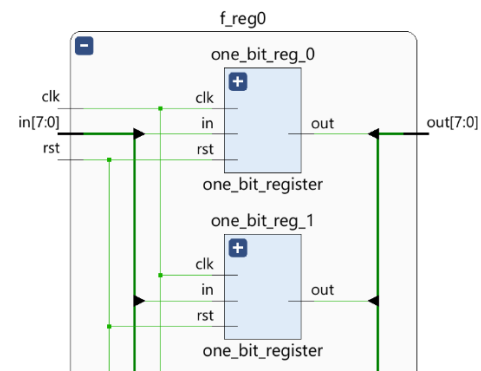 f_reg0
one_bit_reg_0
clk
clk
in[7:0]
in
out
out[7:0]
rst
rst
one_bit_register
one_bit_reg_1
clk
in
out
rst
one_bit_register